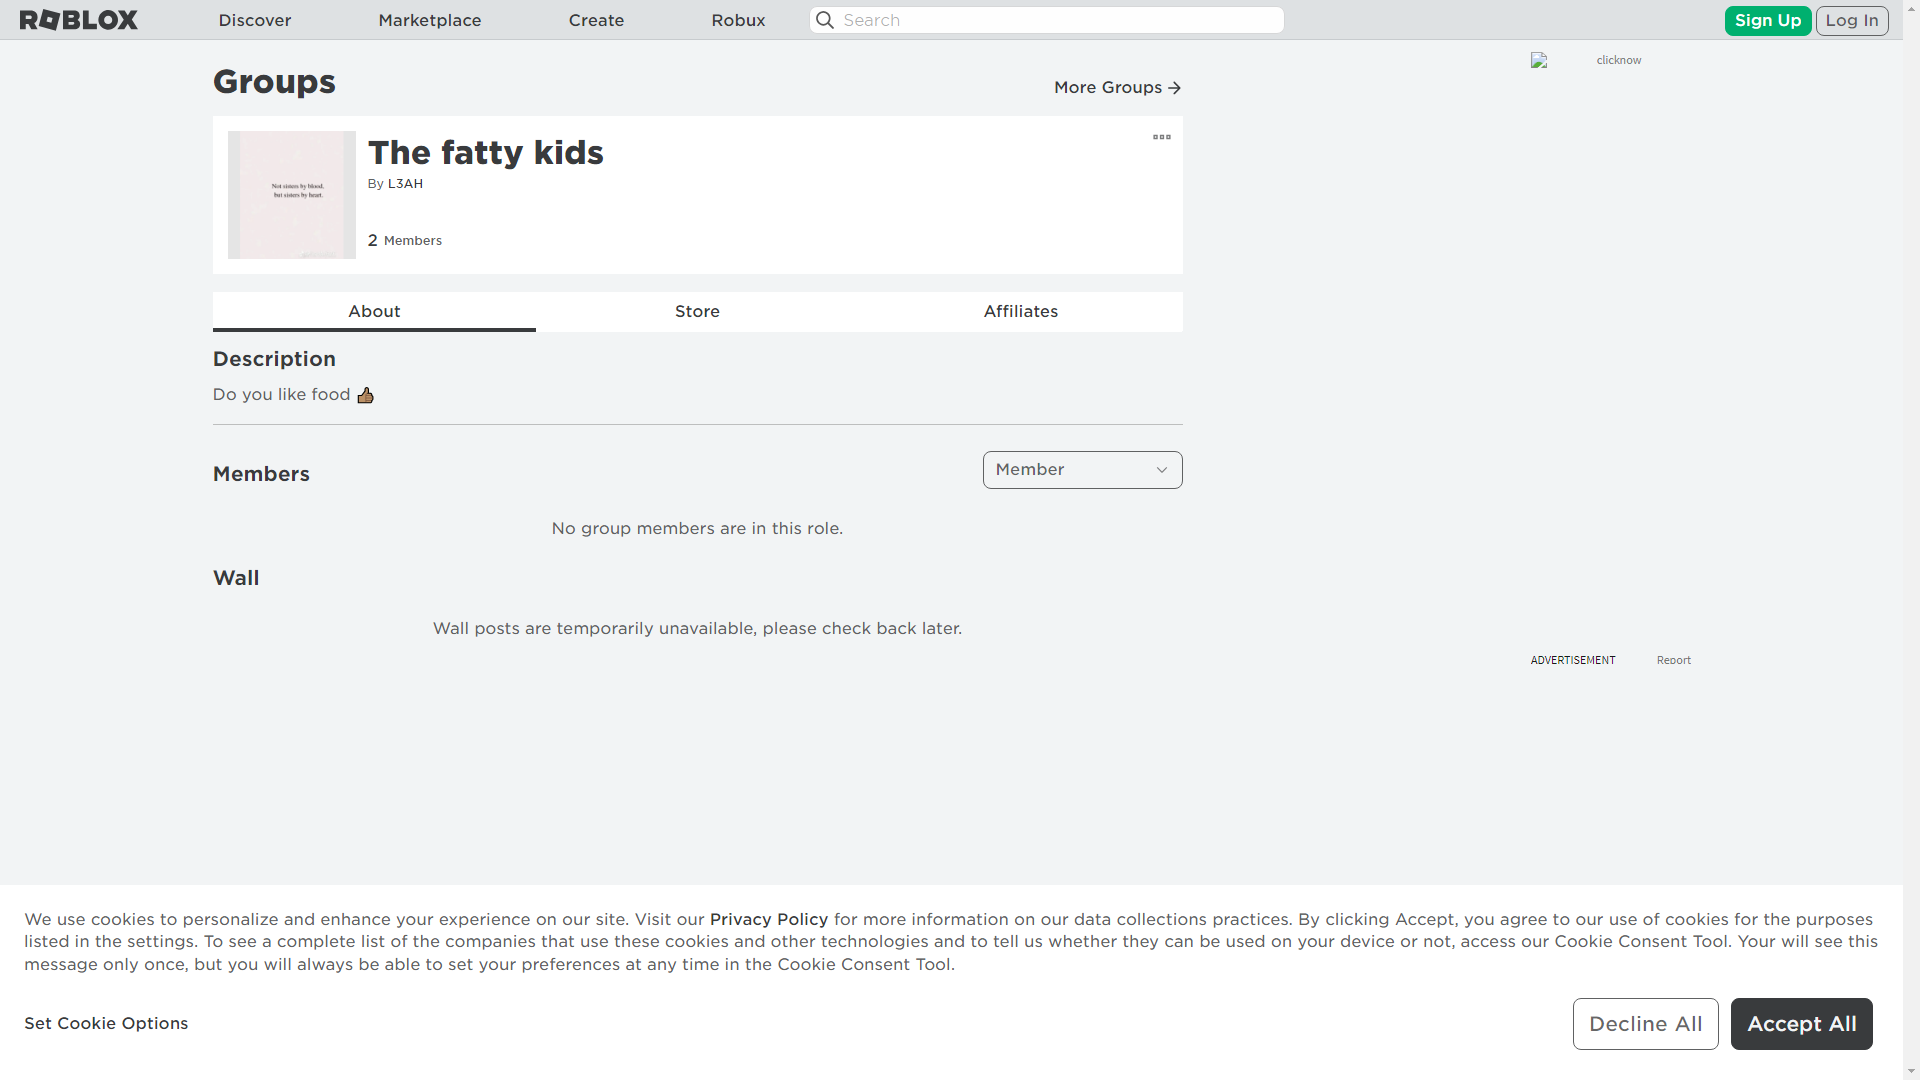 ROBLOX
Discover
Marketplace
Create
Robux
Search
Sign Up
Log In
clicknow
Groups
More Groups
Not sisters by blood,
but sisters by heart.
The fatty kids
By L3AH
2 Members
About
Store
Affiliates
Description
Do you like food 👍🏽
Members
Member
No group members are in this role.
Wall
Wall posts are temporarily unavailable, please check back later.
ADVERTISEMENT
Report
We use cookies to personalize and enhance your experience on our site. Visit our Privacy Policy for more information on our data collections practices. By clicking Accept, you agree to our use of cookies for the purposes
listed in the settings. To see a complete list of the companies that use these cookies and other technologies and to tell us whether they can be used on your device or not, access our Cookie Consent Tool. Your will see this
message only once, but you will always be able to set your preferences at any time in the Cookie Consent Tool.
Set Cookie Options
Decline All
Accept All